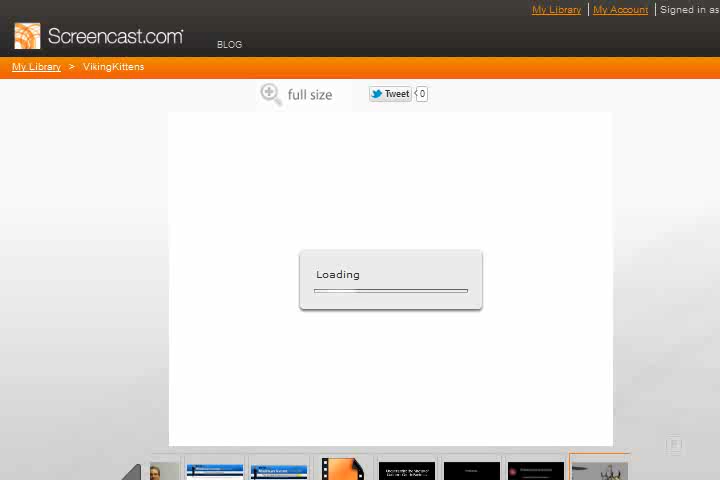 My Library | My Account | Signed in as
Screencast.com
BLOG
My Library > VikingKittens
full size
Tweet
0
Loading